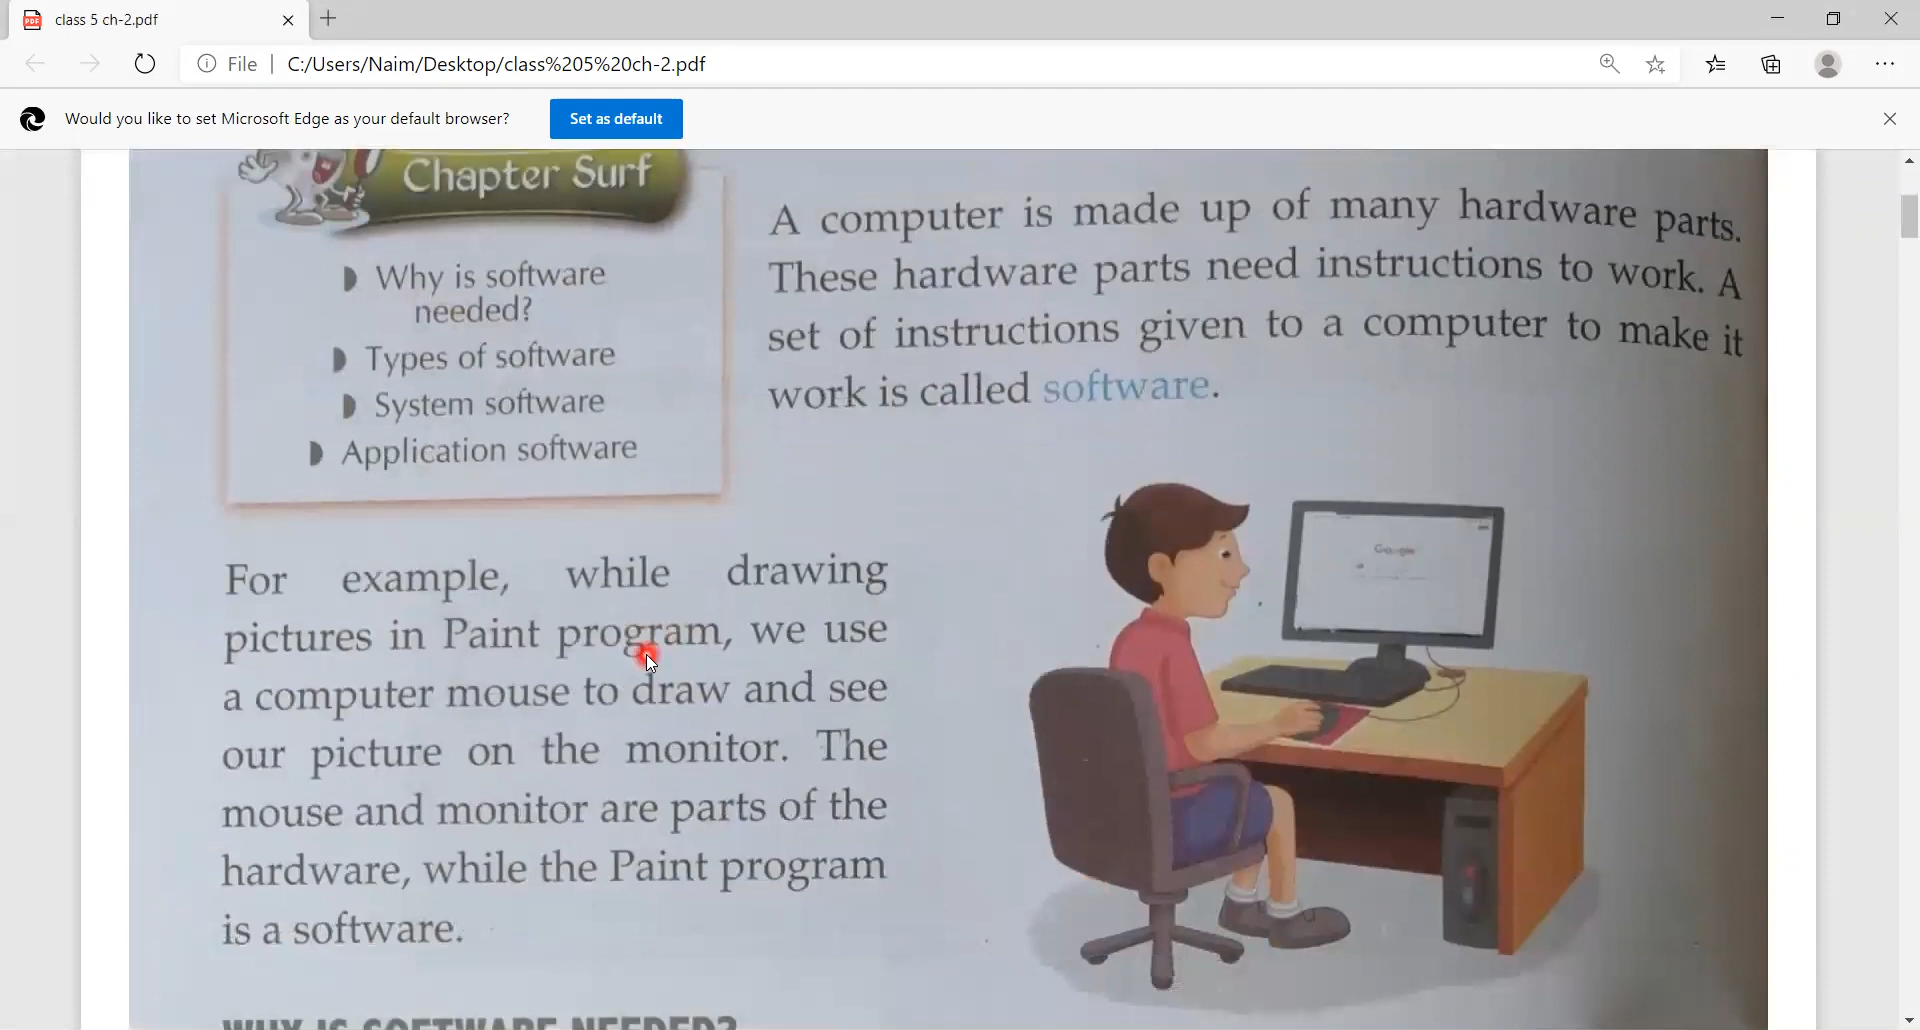 class 5 ch-2.pdf
File | C:/Users/Naim/Desktop/class%205%20ch-2.pdf
Would you like to set Microsoft Edge as your default browser?
Set as default
Chapter Surf
Why is software
needed?
Types of software
System software
Application software
A computer is made up of many hardware parts.
These hardware parts need instructions to work. A
set of instructions given to a computer to make it
work is called software.
Google
For example, while drawing
pictures in Paint program, we use
a computer mouse to draw and see
our picture on the monitor. The
mouse and monitor are parts of the
hardware, while the Paint program
is a software.
WHY IS SOFTWARE NEEDED?